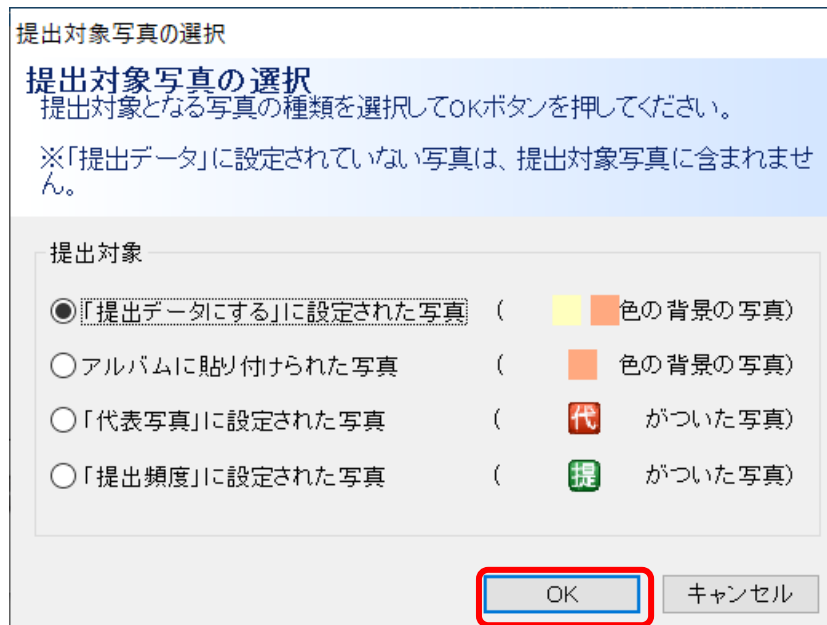 提出対象写真の選択
提出対象写真の選択
提出対象となる写真の種類を選択してOKボタンを押してください。
※「提出データ」に設定されていない写真は、提出対象写真に含まれませ
ん。
提出対象
「提出データにする」に設定された写真 ( 色の背景の写真)
アルバムに貼り付けられた写真 ( 色の背景の写真)
「代表写真」に設定された写真 ( 代 がついた写真)
「提出頻度」に設定された写真 ( 提 がついた写真)
OK キャンセル